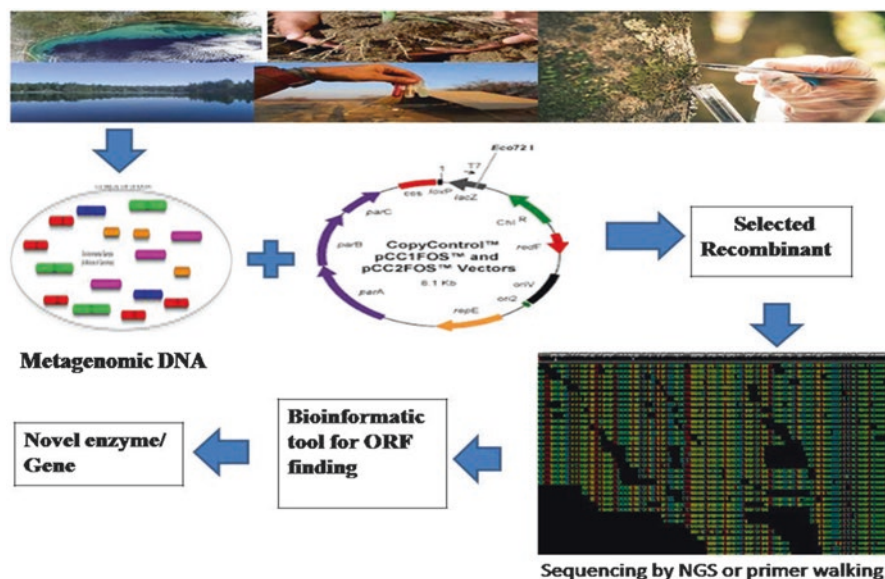 Eco72 I
1
T7
cos
loxP
lacZ
parC
Chl R
parB
CopyControl™
pCC1FOS™ and
pCC2FOS™ Vectors
8.1 Kb
redF
oriV
ori2
parA
repE
Selected
Recombinant
Metagenomic DNA
Novel enzyme/
Gene
Bioinformatic
tool for ORF
finding
Sequencing by NGS or primer walking